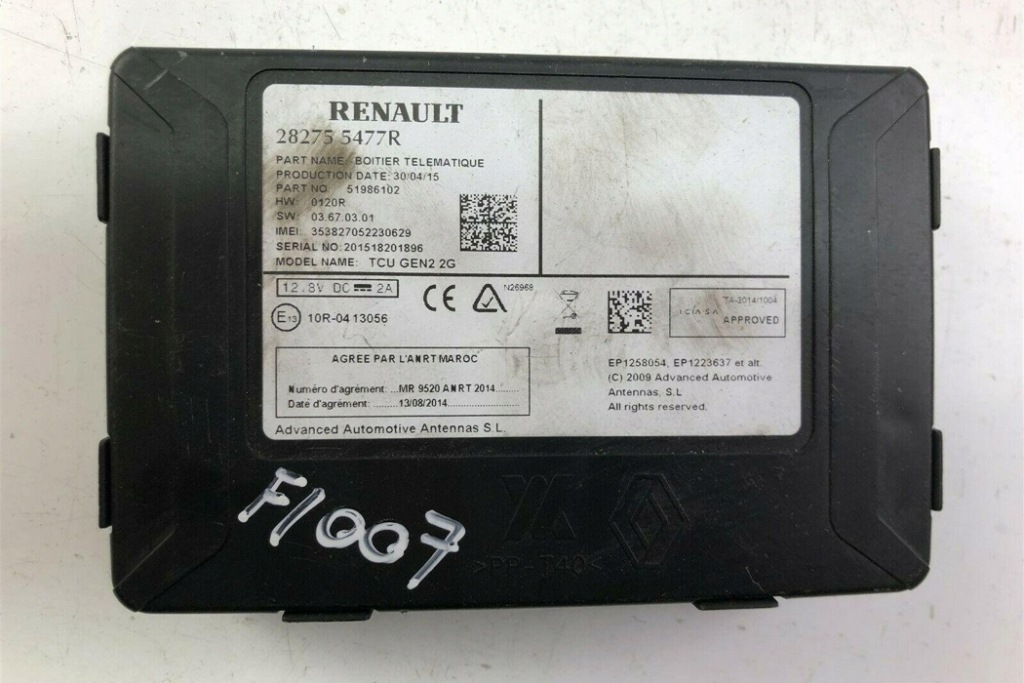 RENAULT
28275 5477R
PART NAME: BOITIER TELEMATIQUE
PRODUCTION DATE: 30/04/15
PART NO 51986102
HW: 0120R
SW: 03.67.03.01
IMEI: 353827052230629
SERIAL NO: 201518201896
MODEL NAME: TCU GEN2 2G
12.8V DC 2A
CE
N26968
E13 10R-04 13056
ICASA
TA-2014/1004
APPROVED
AGREE PAR L'ANRT MAROC
Numéro d'agrément: ...MR 9520 ANRT 2014......
Date d'agrément: .........13/08/2014...................
Advanced Automotive Antennas S.L.
EP1258054, EP1223637 et alt.
(C) 2009 Advanced Automotive
Antennas, S.L
All rights reserved.
F1007
>PP-T40<